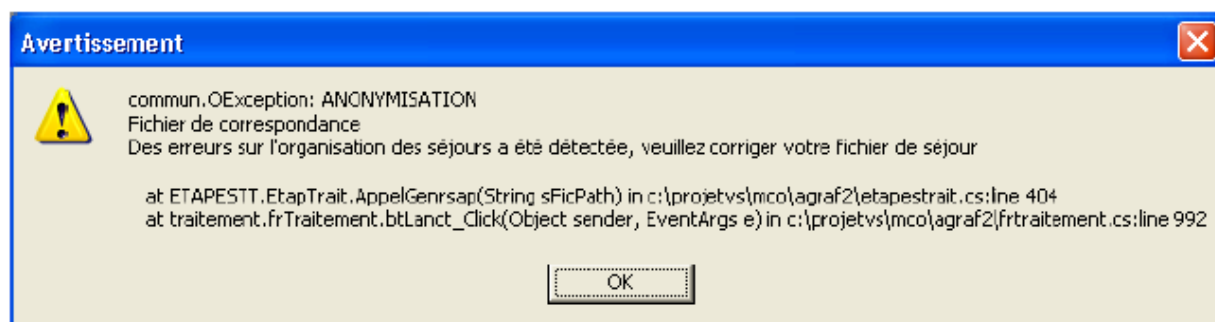 Avertissement
commun.OException: ANONYMISATION
Fichier de correspondance
Des erreurs sur l'organisation des séjours a été détectée, veuillez corriger votre fichier de séjour
at ETAPESTT.EtapTrait.AppelGenrsap(String sFicPath) in c:\projetvs\mco\agraf2\etapestrait.cs:line 404
at traitement.frTraitement.btLanct_Click(Object sender, EventArgs e) in c:\projetvs\mco\agraf2\frtraitement.cs:line 992
OK